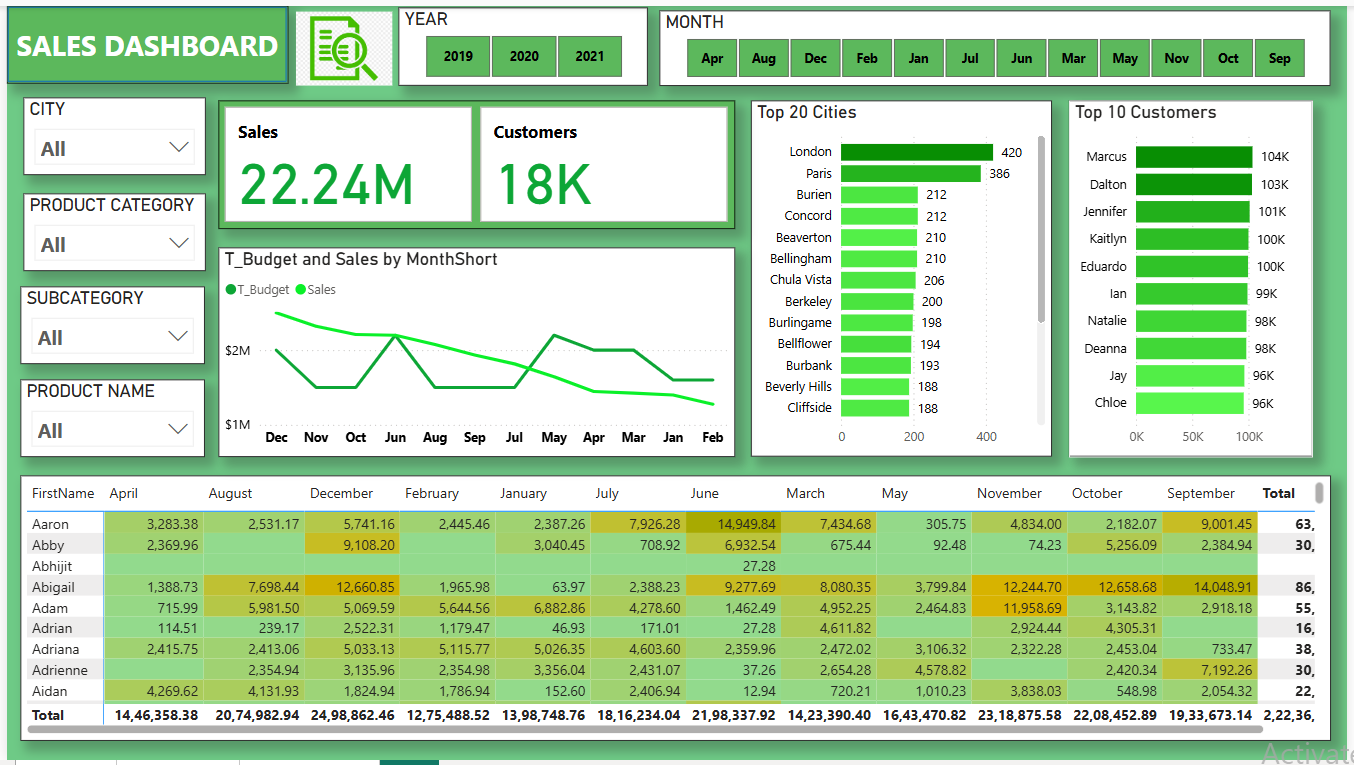 SALES DASHBOARD
YEAR
2019 2020 2021
MONTH
Apr Aug Dec Feb Jan Jul Jun Mar May Nov Oct Sep
CITY
All
PRODUCT CATEGORY
All
SUBCATEGORY
All
PRODUCT NAME
All
Sales
22.24M
Customers
18K
T_Budget and Sales by MonthShort
T_Budget Sales
$2M
$1M
Dec Nov Oct Jun Aug Sep Jul May Apr Mar Jan Feb
Top 20 Cities
London 420
Paris 386
Burien 212
Concord 212
Beaverton 210
Bellingham 210
Chula Vista 206
Berkeley 200
Burlingame 198
Bellflower 194
Burbank 193
Beverly Hills 188
Cliffside 188
0 200 400
Top 10 Customers
Marcus 104K
Dalton 103K
Jennifer 101K
Kaitlyn 100K
Eduardo 100K
Ian 99K
Natalie 98K
Deanna 98K
Jay 96K
Chloe 96K
0K 50K 100K
FirstName April August December February January July June March May November October September Total
Aaron 3,283.38 2,531.17 5,741.16 2,445.46 2,387.26 7,926.28 14,949.84 7,434.68 305.75 4,834.00 2,182.07 9,001.45 63,
Abby 2,369.96 9,108.20 3,040.45 708.92 6,932.54 675.44 92.48 74.23 5,256.09 2,384.94 30,
Abhijit 27.28
Abigail 1,388.73 7,698.44 12,660.85 1,965.98 63.97 2,388.23 9,277.69 8,080.35 3,799.84 12,244.70 12,658.68 14,048.91 86,
Adam 715.99 5,981.50 5,069.59 5,644.56 6,882.86 4,278.60 1,462.49 4,952.25 2,464.83 11,958.69 3,143.82 2,918.18 55,
Adrian 114.51 239.17 2,522.31 1,179.47 46.93 171.01 27.28 4,611.82 2,924.44 4,305.31 16,
Adriana 2,415.75 2,413.06 5,033.13 5,115.77 5,026.35 4,603.60 2,359.96 2,472.02 3,106.32 2,322.28 2,453.04 733.47 38,
Adrienne 2,354.94 3,135.96 2,354.98 3,356.04 2,431.07 37.26 2,654.28 4,578.82 2,420.34 7,192.26 30,
Aidan 4,269.62 4,131.93 1,824.94 1,786.94 152.60 2,406.94 12.94 720.21 1,010.23 3,838.03 548.98 2,054.32 22,
Total 14,46,358.38 20,74,982.94 24,98,862.46 12,75,488.52 13,98,748.76 18,16,234.04 21,98,337.92 14,23,390.40 16,43,470.82 23,18,875.58 22,08,452.89 19,33,673.14 2,22,36,
Activate